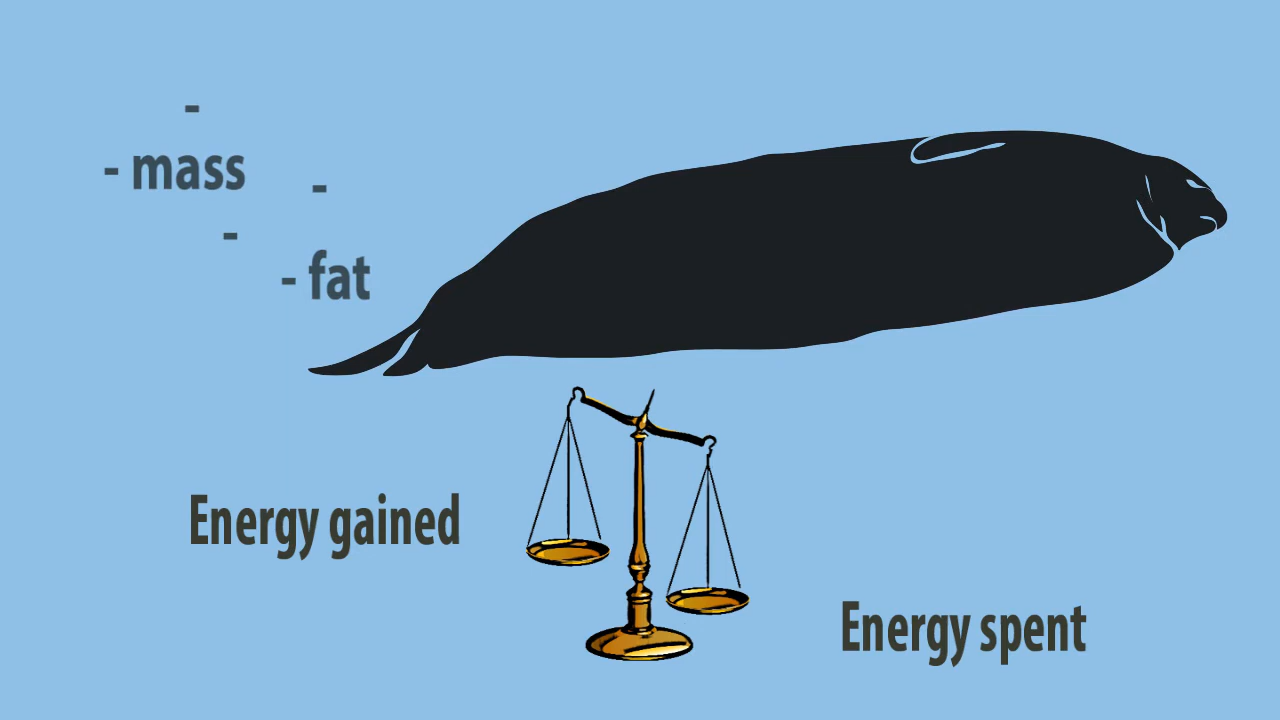 -
- mass
-
-
- fat
Energy gained
Energy spent